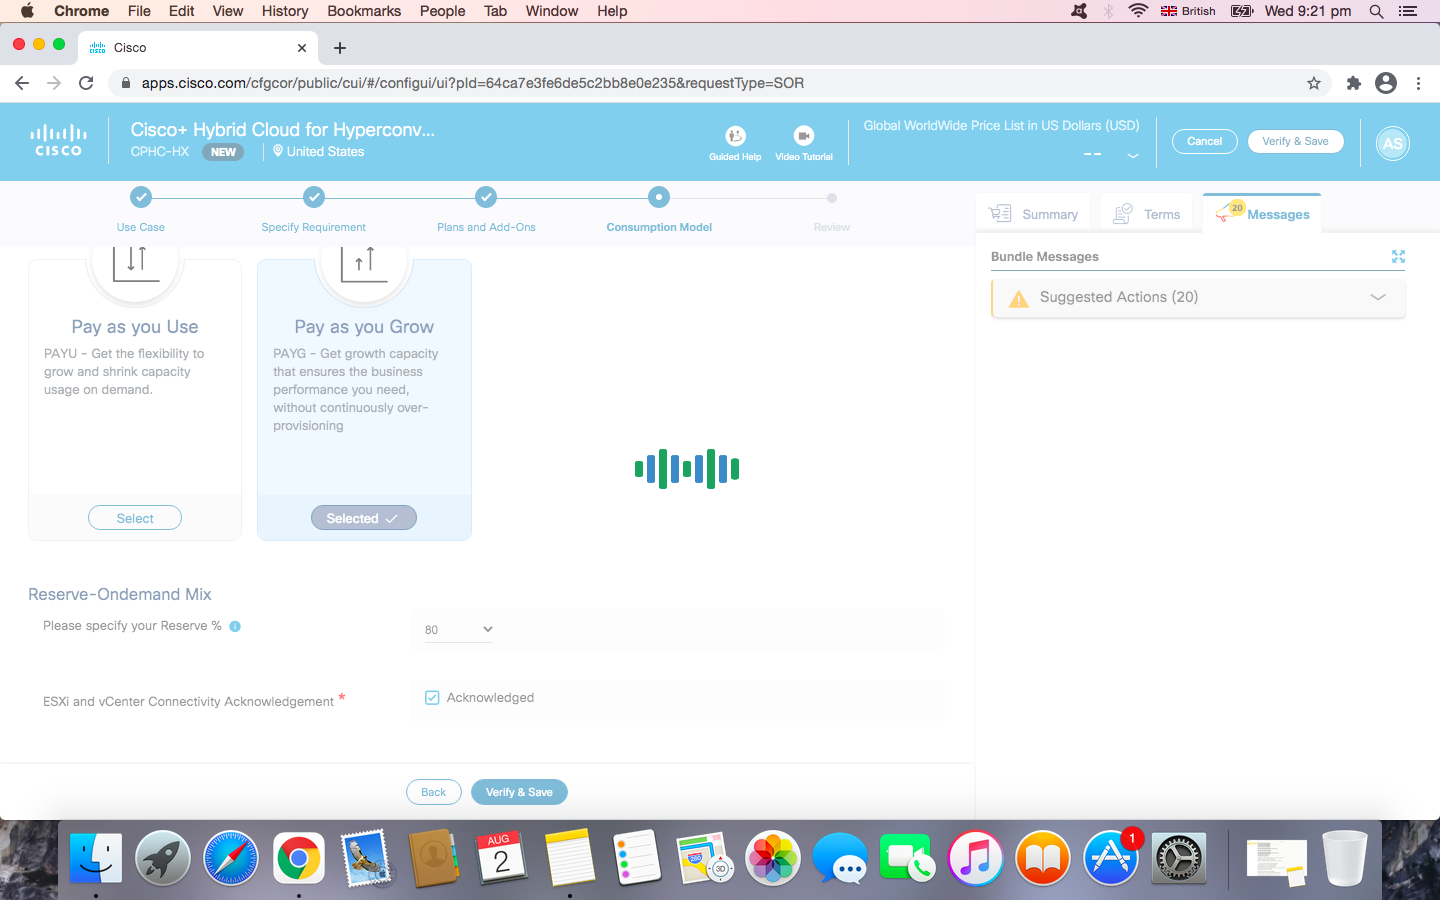 Chrome File Edit View History Bookmarks People Tab Window Help British Wed 9:21 pm
Cisco
apps.cisco.com/cfgcor/public/cui/#/configui/ui?pId=64ca7e3fe6de5c2bb8e0e235&requestType=SOR
CISCO
Cisco+ Hybrid Cloud for Hyperconv...
CPHC-HX NEW United States
Guided Help Video Tutorial
Global WorldWide Price List in US Dollars (USD)
--
Cancel Verify & Save AS
Use Case Specify Requirement Plans and Add-Ons Consumption Model Review
Summary Terms 20 Messages
Bundle Messages
Suggested Actions (20)
Pay as you Use
PAYU - Get the flexibility to
grow and shrink capacity
usage on demand.
Select
Pay as you Grow
PAYG - Get growth capacity
that ensures the business
performance you need,
without continuously over-
provisioning
Selected
Reserve-Ondemand Mix
Please specify your Reserve % 80
ESXi and vCenter Connectivity Acknowledgement * Acknowledged
Back Verify & Save
AUG
2
280
3D
1